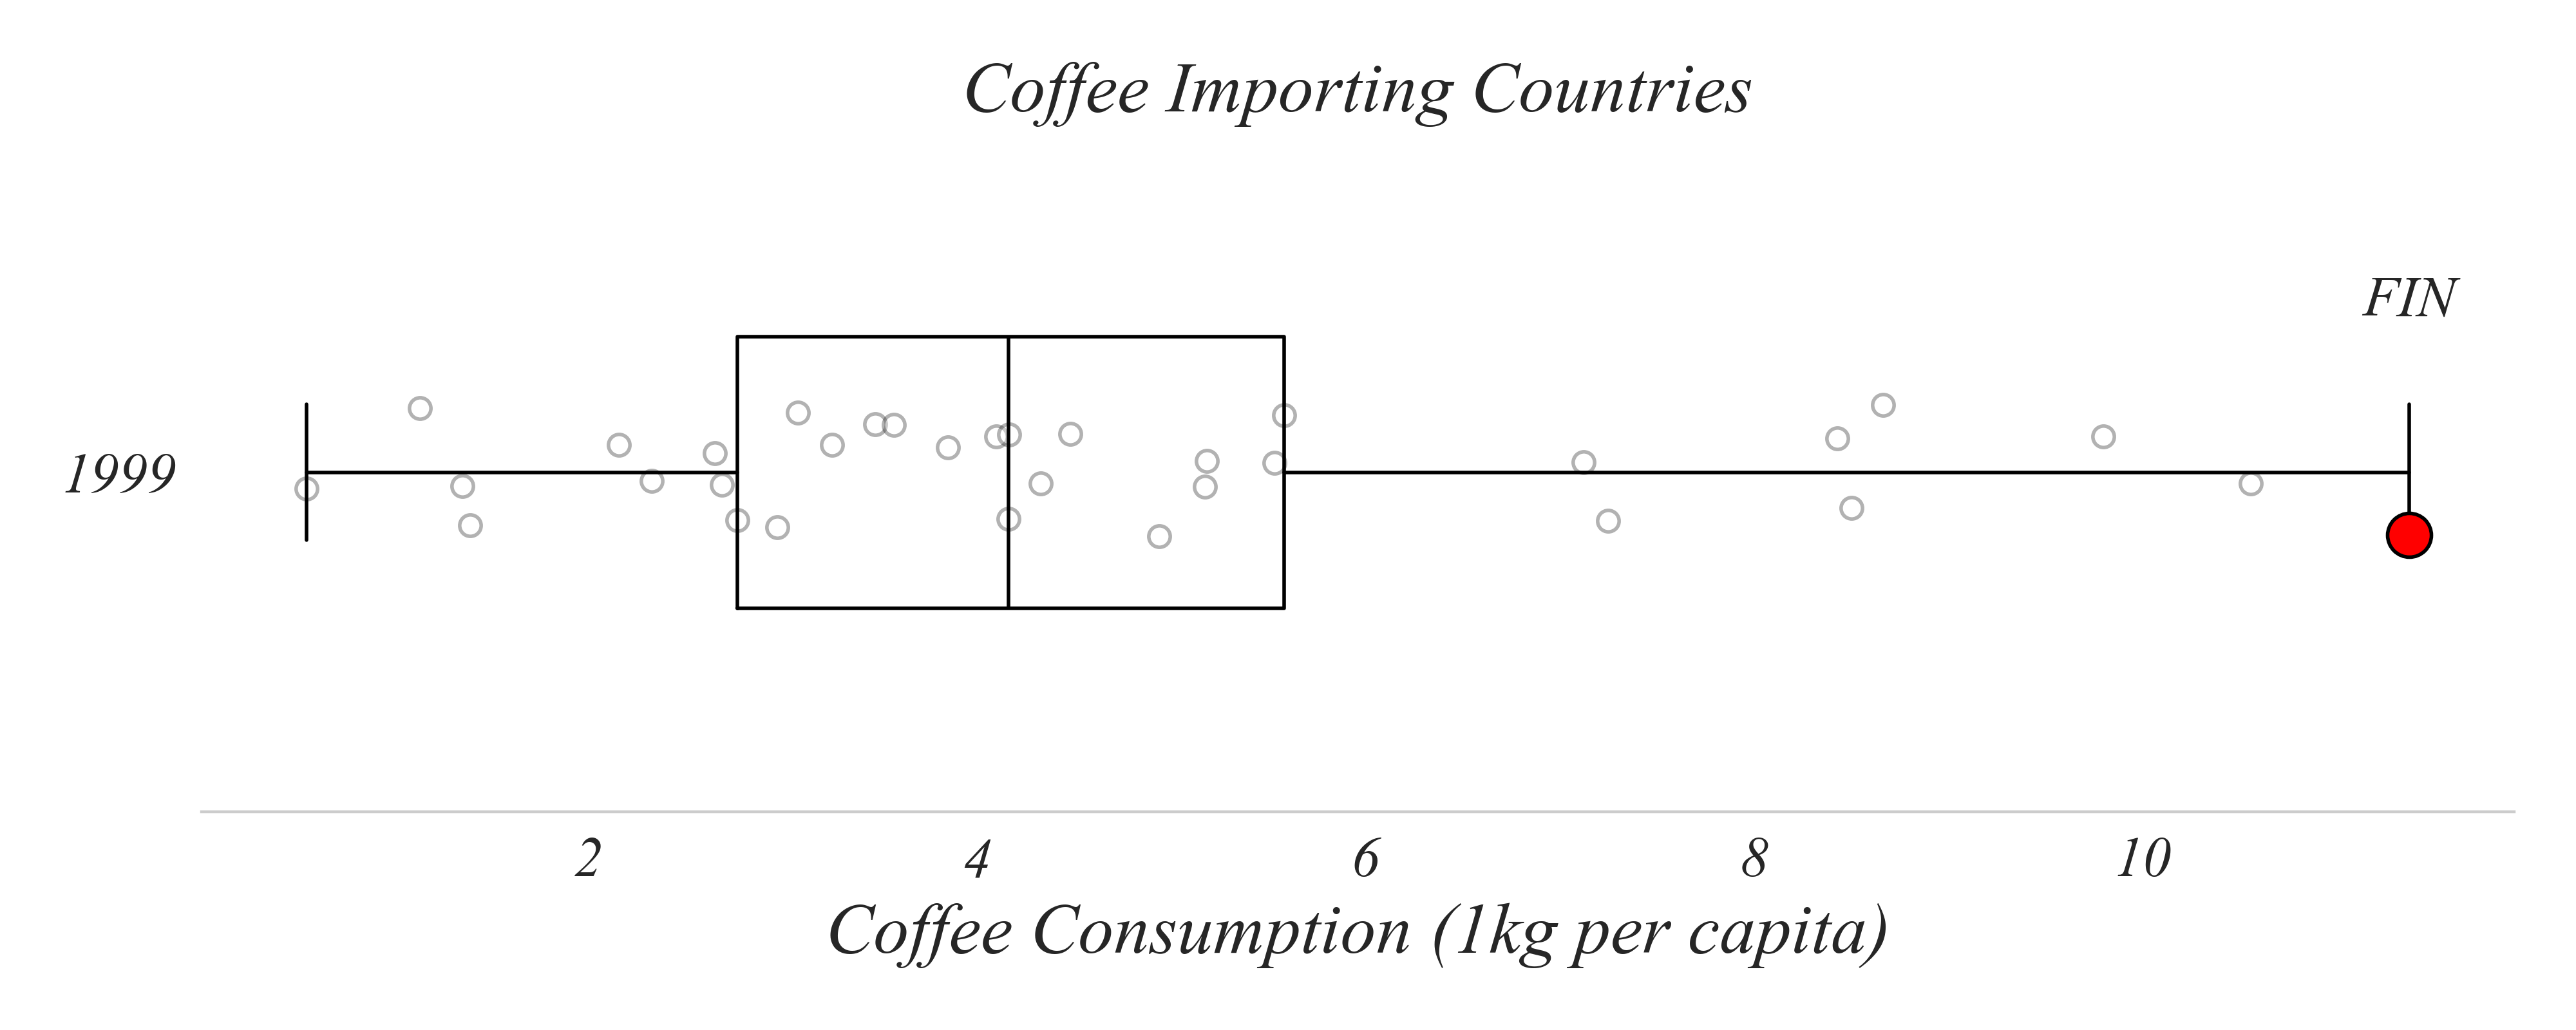 Coffee Importing Countries
FIN
1999
2 4 6 8 10
Coffee Consumption (1kg per capita)